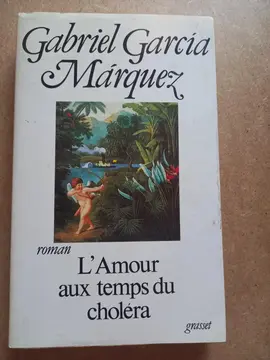 Gabriel García
Márquez
roman
L'Amour
aux temps du
choléra
grasset